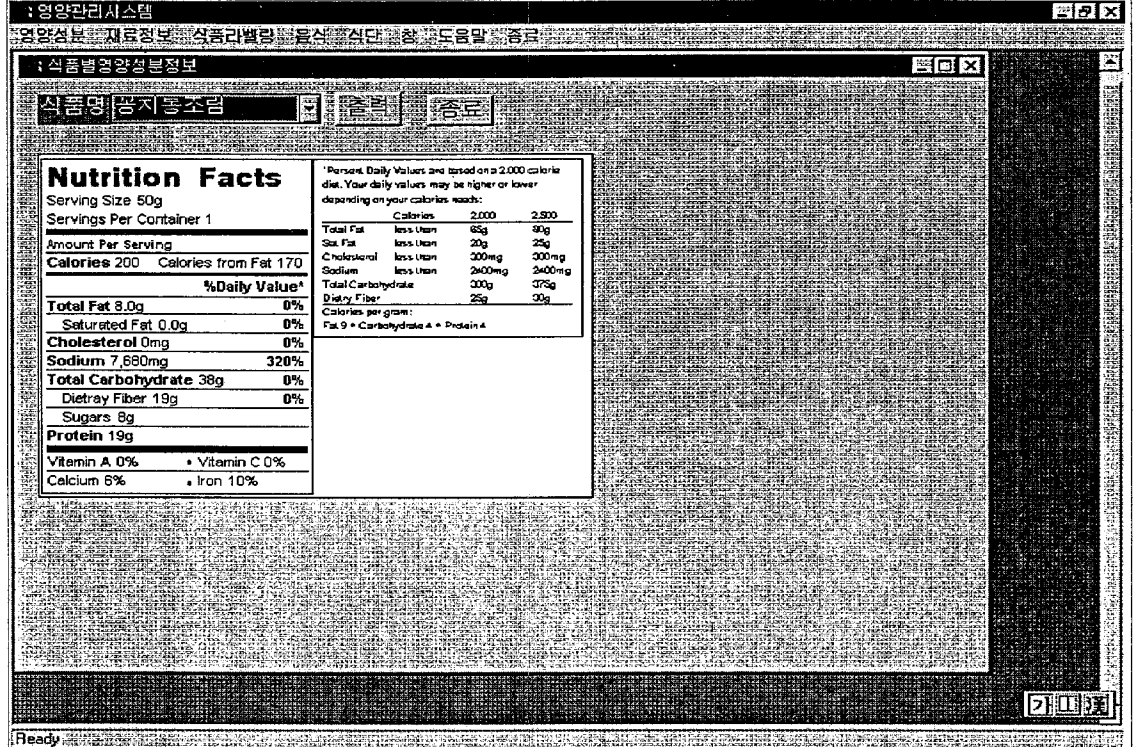 : 영양관리시스템
영양성분 재료정보 식품라벨링 음식 식단 창 도움말 종료
: 식품별영양성분정보
식품명 꽁치통조림 출력 종료
Nutrition Facts
Serving Size 50g
Servings Per Container 1
Amount Per Serving
Calories 200 Calories from Fat 170
%Daily Value*
Total Fat 8.0g 0%
Saturated Fat 0.0g 0%
Cholesterol 0mg 0%
Sodium 7,680mg 320%
Total Carbohydrate 38g 0%
Dietray Fiber 19g 0%
Sugars 8g
Protein 19g
Vitamin A 0% • Vitamin C 0%
Calcium 6% • Iron 10%
*Persent Daily Values are based on a 2.000 calorie
diet. Your daily values may be higher or lower
depending on your calories needs:
Calories 2,000 2,500
Total Fat less than 65g 80g
Sat Fat less than 20g 25g
Cholesterol less than 300mg 300mg
Sodium less than 2400mg 2400mg
Total Carbohydrate 300g 375g
Dietry Fiber 25g 30g
Calories per gram:
Fat 9 • Carbohydrate 4 • Protein 4
가 漢
Ready